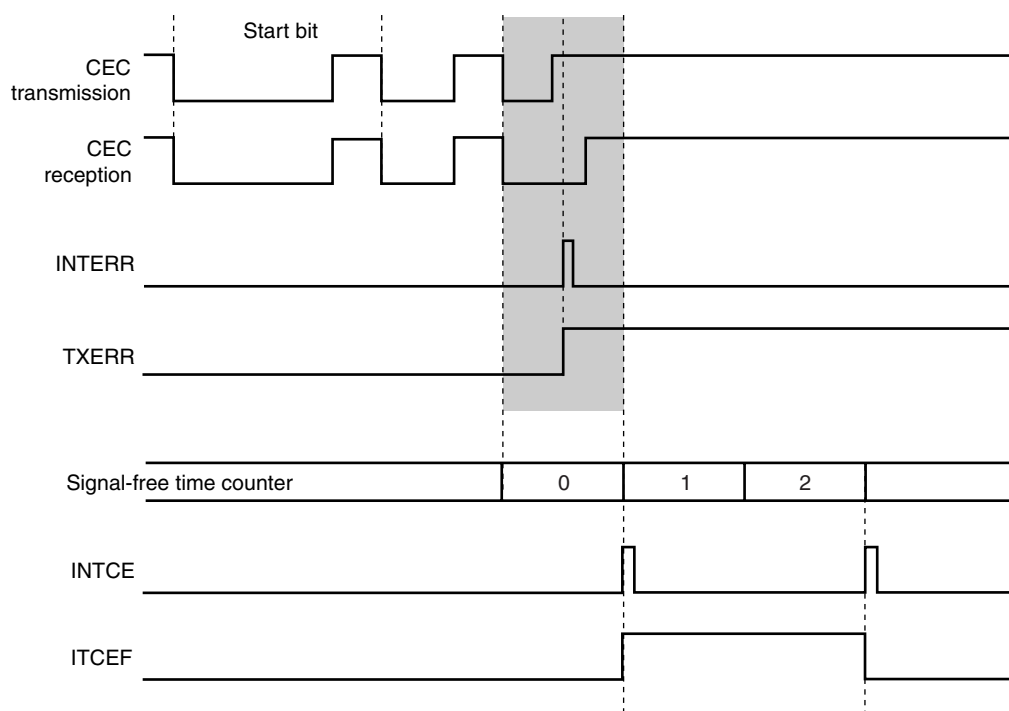 Start bit
CEC
transmission
CEC
reception
INTERR
TXERR
Signal-free time counter 0 1 2
INTCE
ITCEF